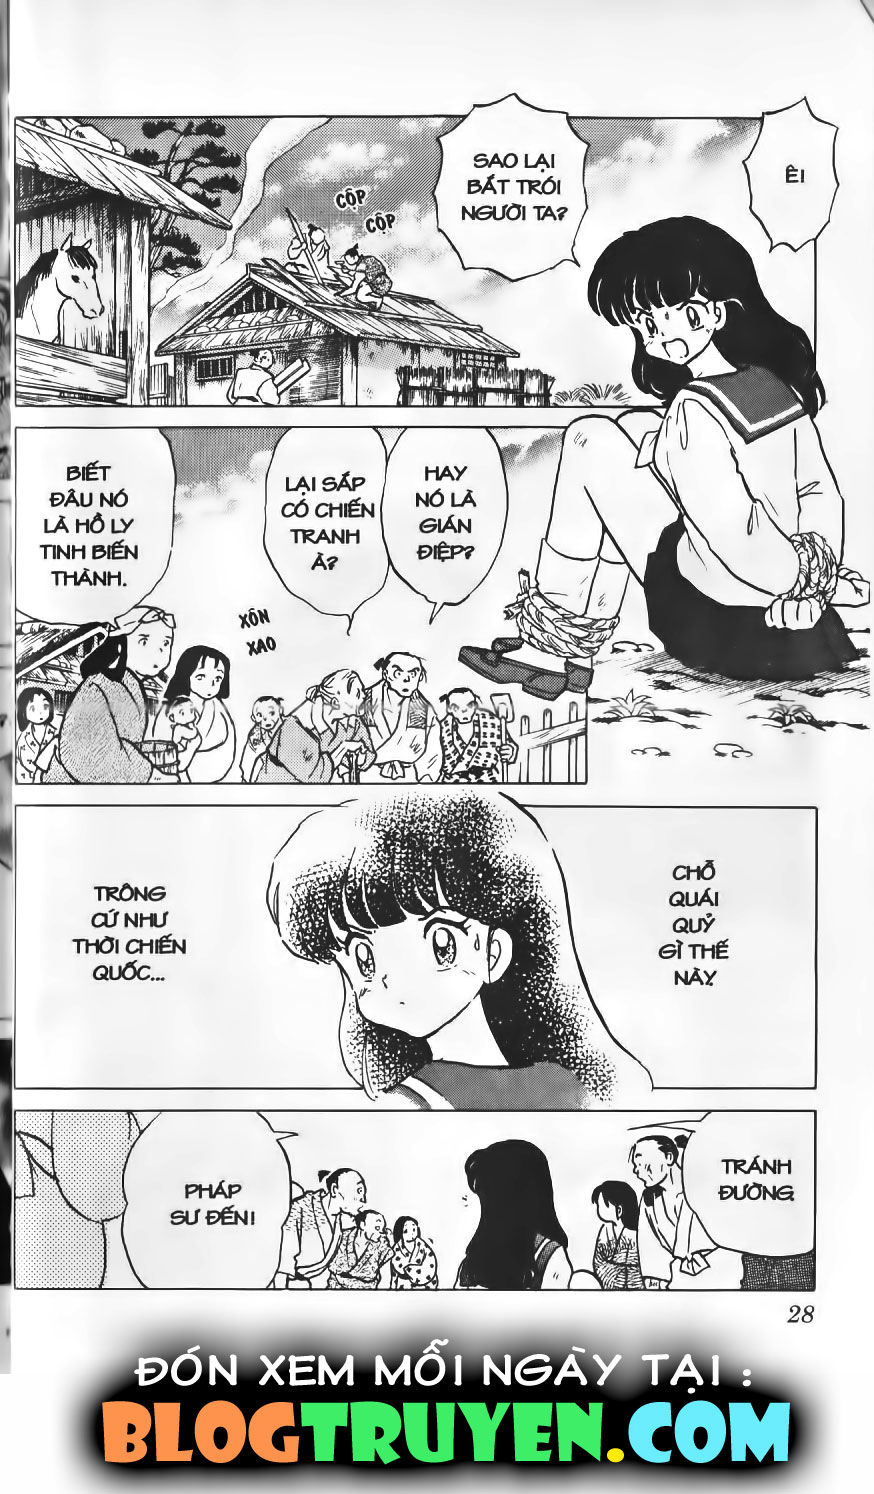 Ê!
SAO LẠI
BẮT TRÓI
NGƯỜI TA?
CỘP
CỘP
HAY
NÓ LÀ
GIÁN
ĐIỆP?
LẠI SẮP
CÓ CHIẾN
TRANH
À?
BIẾT
ĐÂU NÓ
LÀ HỒ LY
TINH BIẾN
THÀNH.
XÔN
XAO
CHỖ
QUÁI
QUỶ
GÌ THẾ
NÀY.
TRÔNG
CỨ NHƯ
THỜI CHIẾN
QUỐC...
TRÁNH
ĐƯỜNG.
PHÁP
SƯ ĐẾN!
28
ĐÓN XEM MỖI NGÀY TẠI :
BLOGTRUYEN.COM